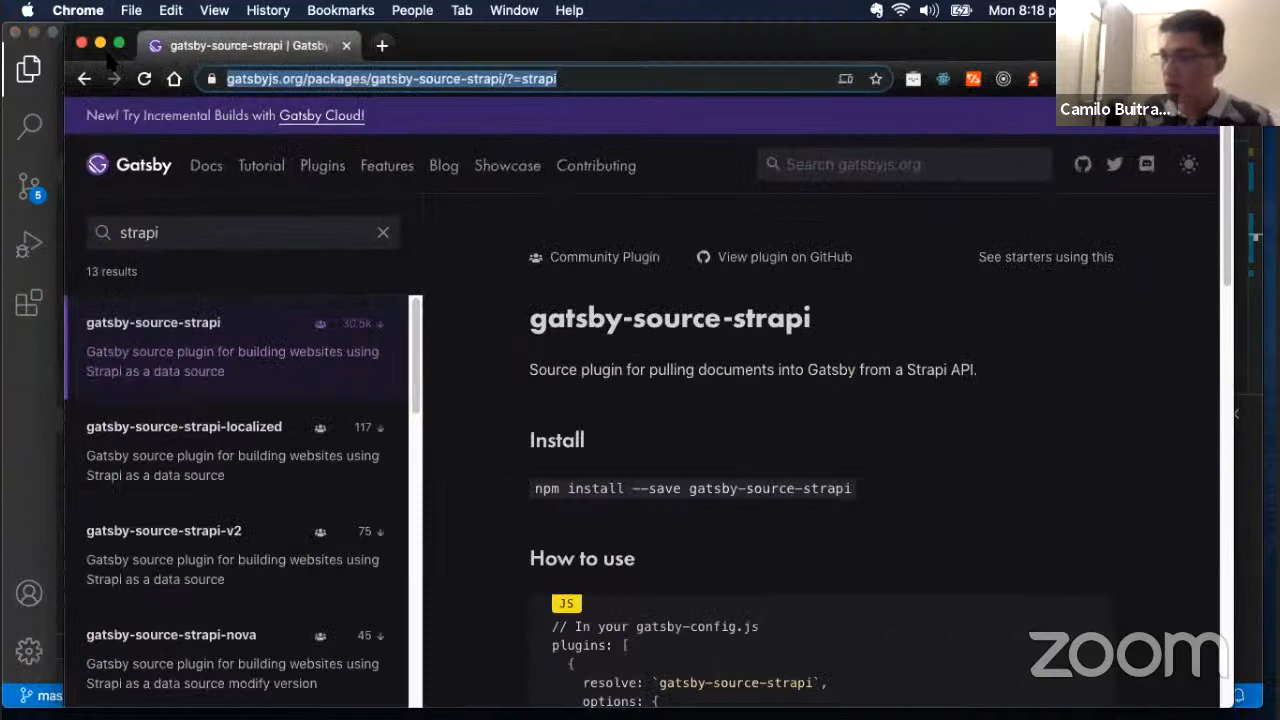 Chrome File Edit View History Bookmarks People Tab Window Help Mon 8:18 p
gatsby-source-strapi | Gatsby
gatsbyjs.org/packages/gatsby-source-strapi/?=strapi
Camilo Buitra...
New! Try Incremental Builds with Gatsby Cloud!
Gatsby Docs Tutorial Plugins Features Blog Showcase Contributing Search gatsbyjs.org
5
strapi
13 results
Community Plugin View plugin on GitHub See starters using this
gatsby-source-strapi 30.5k
Gatsby source plugin for building websites using
Strapi as a data source
gatsby-source-strapi
Source plugin for pulling documents into Gatsby from a Strapi API.
gatsby-source-strapi-localized 117
Gatsby source plugin for building websites using
Strapi as a data source
Install
npm install --save gatsby-source-strapi
gatsby-source-strapi-v2 75
Gatsby source plugin for building websites using
Strapi as a data source
How to use
JS
// In your gatsby-config.js
plugins: [
{
resolve: `gatsby-source-strapi`,
options: {
gatsby-source-strapi-nova 45
Gatsby source plugin for building websites using
Strapi as a data source modify version
mas
zoom